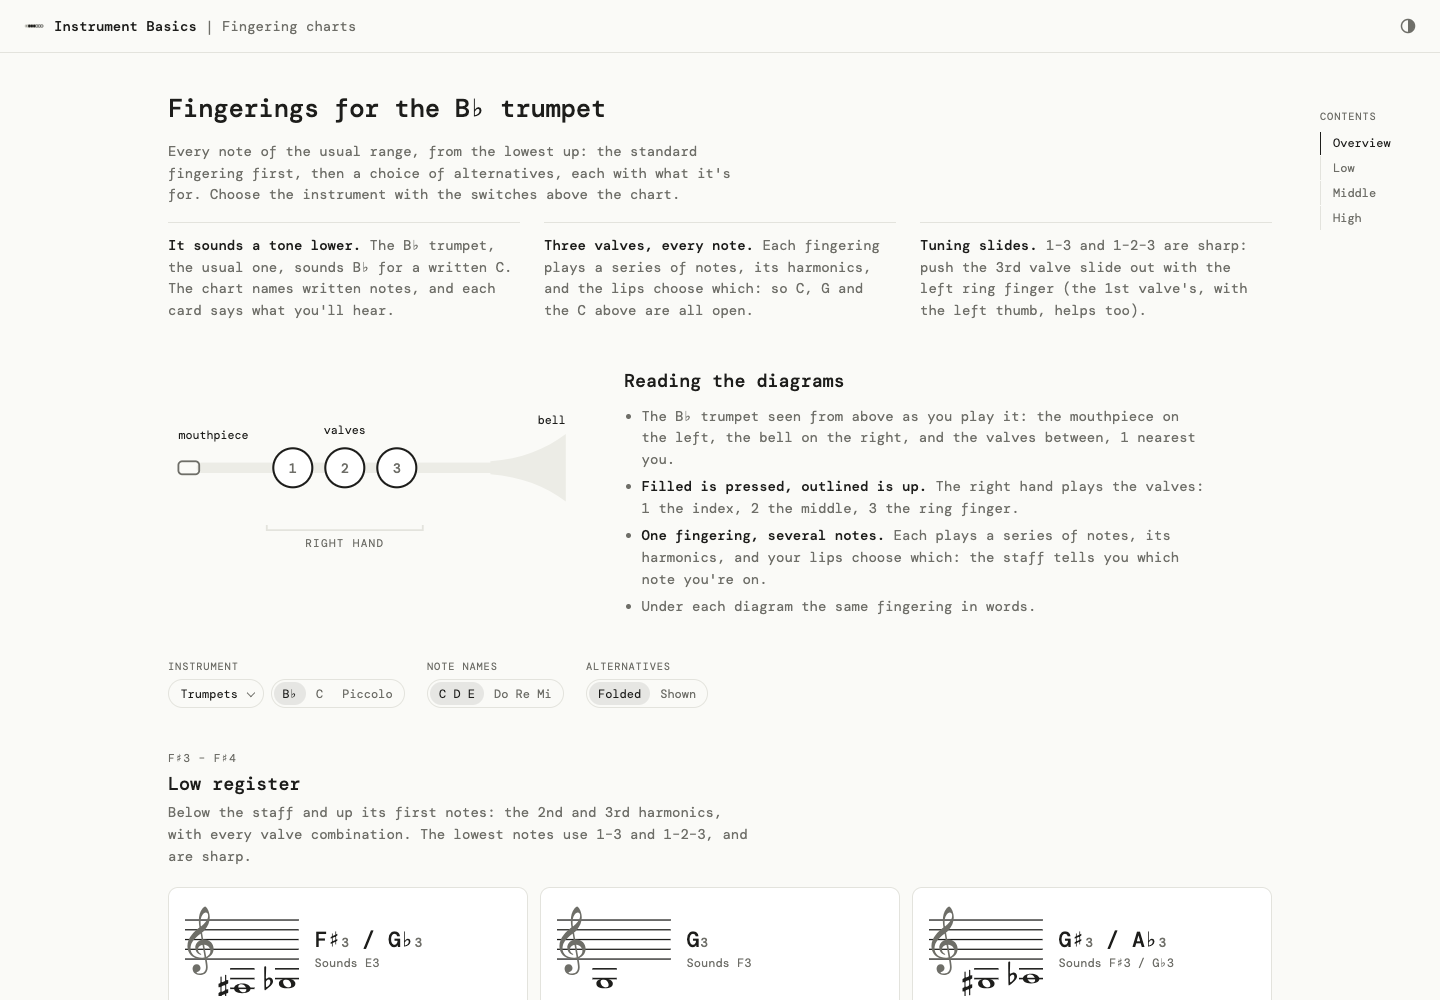 Instrument Basics | Fingering charts
Fingerings for the B♭ trumpet
Every note of the usual range, from the lowest up: the standard
fingering first, then a choice of alternatives, each with what it's
for. Choose the instrument with the switches above the chart.
CONTENTS
Overview
Low
Middle
High
It sounds a tone lower. The B♭ trumpet,
the usual one, sounds B♭ for a written C.
The chart names written notes, and each
card says what you'll hear.
Three valves, every note. Each fingering
plays a series of notes, its harmonics,
and the lips choose which: so C, G and
the C above are all open.
Tuning slides. 1-3 and 1-2-3 are sharp:
push the 3rd valve slide out with the
left ring finger (the 1st valve's, with
the left thumb, helps too).
mouthpiece
valves
bell
1 2 3
RIGHT HAND
Reading the diagrams
• The B♭ trumpet seen from above as you play it: the mouthpiece on
the left, the bell on the right, and the valves between, 1 nearest
you.
• Filled is pressed, outlined is up. The right hand plays the valves:
1 the index, 2 the middle, 3 the ring finger.
• One fingering, several notes. Each plays a series of notes, its
harmonics, and your lips choose which: the staff tells you which
note you're on.
• Under each diagram the same fingering in words.
INSTRUMENT
Trumpets
B♭ C Piccolo
NOTE NAMES
C D E Do Re Mi
ALTERNATIVES
Folded Shown
F♯3 – F♯4
Low register
Below the staff and up its first notes: the 2nd and 3rd harmonics,
with every valve combination. The lowest notes use 1-3 and 1-2-3, and
are sharp.
F♯3 / G♭3
Sounds E3
G3
Sounds F3
G♯3 / A♭3
Sounds F♯3 / G♭3